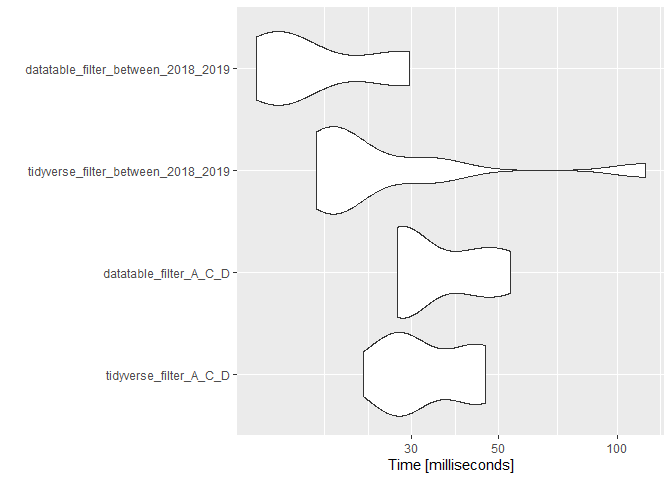 datatable_filter_between_2018_2019
tidyverse_filter_between_2018_2019
datatable_filter_A_C_D
tidyverse_filter_A_C_D
30 50 100
Time [milliseconds]